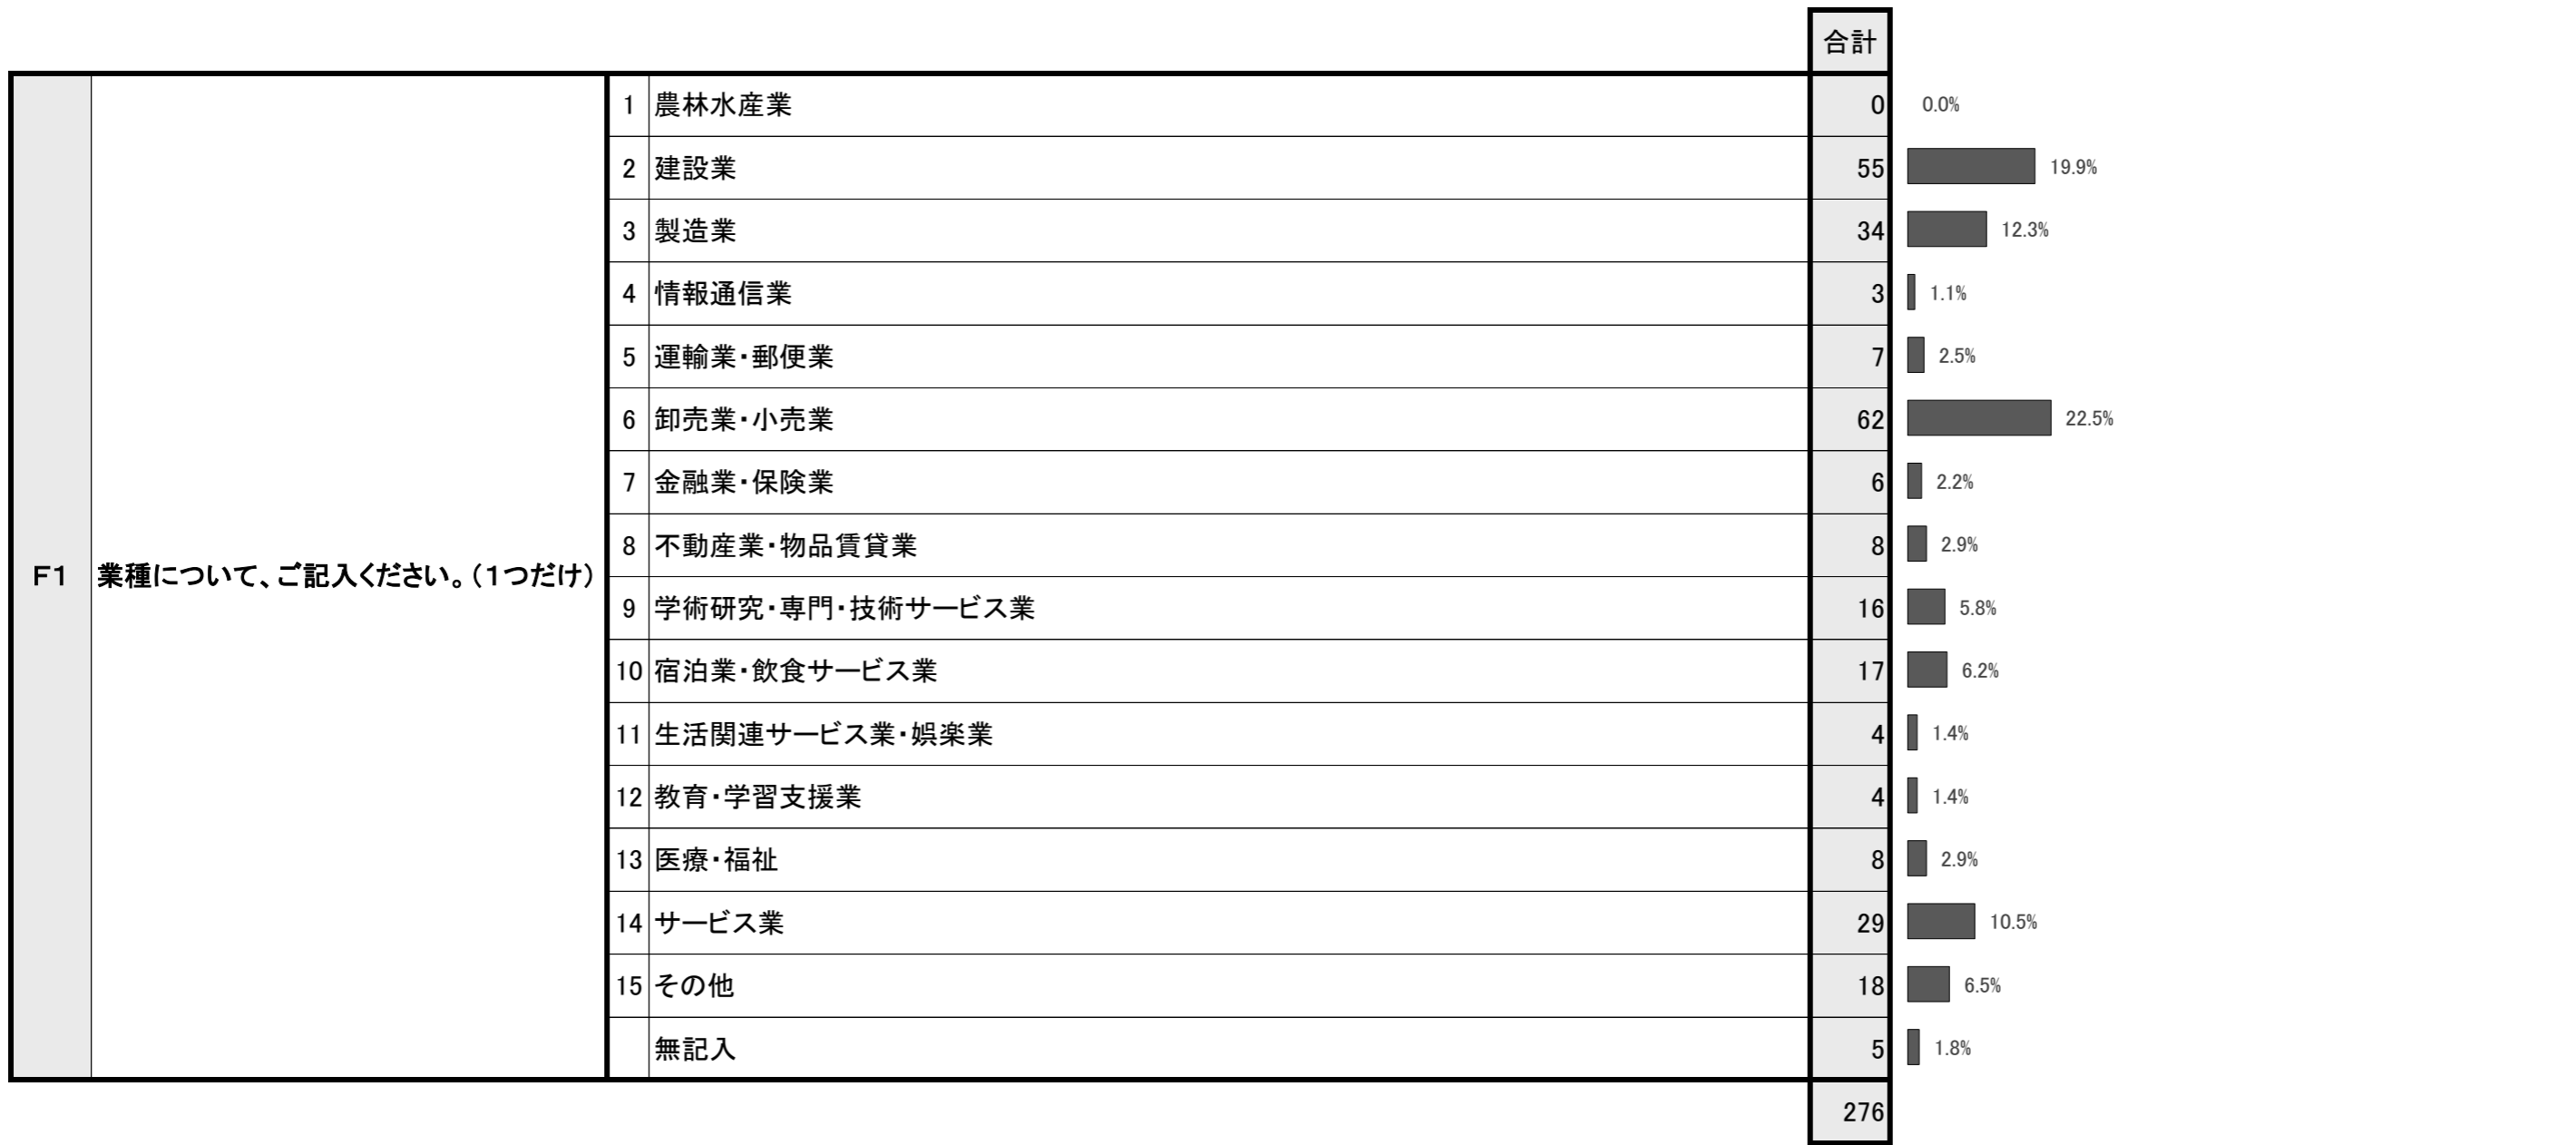 合計
F1 業種について、ご記入ください。（１つだけ）
1 農林水産業 0 0.0%
2 建設業 55 19.9%
3 製造業 34 12.3%
4 情報通信業 3 1.1%
5 運輸業・郵便業 7 2.5%
6 卸売業・小売業 62 22.5%
7 金融業・保険業 6 2.2%
8 不動産業・物品賃貸業 8 2.9%
9 学術研究・専門・技術サービス業 16 5.8%
10 宿泊業・飲食サービス業 17 6.2%
11 生活関連サービス業・娯楽業 4 1.4%
12 教育・学習支援業 4 1.4%
13 医療・福祉 8 2.9%
14 サービス業 29 10.5%
15 その他 18 6.5%
無記入 5 1.8%
276